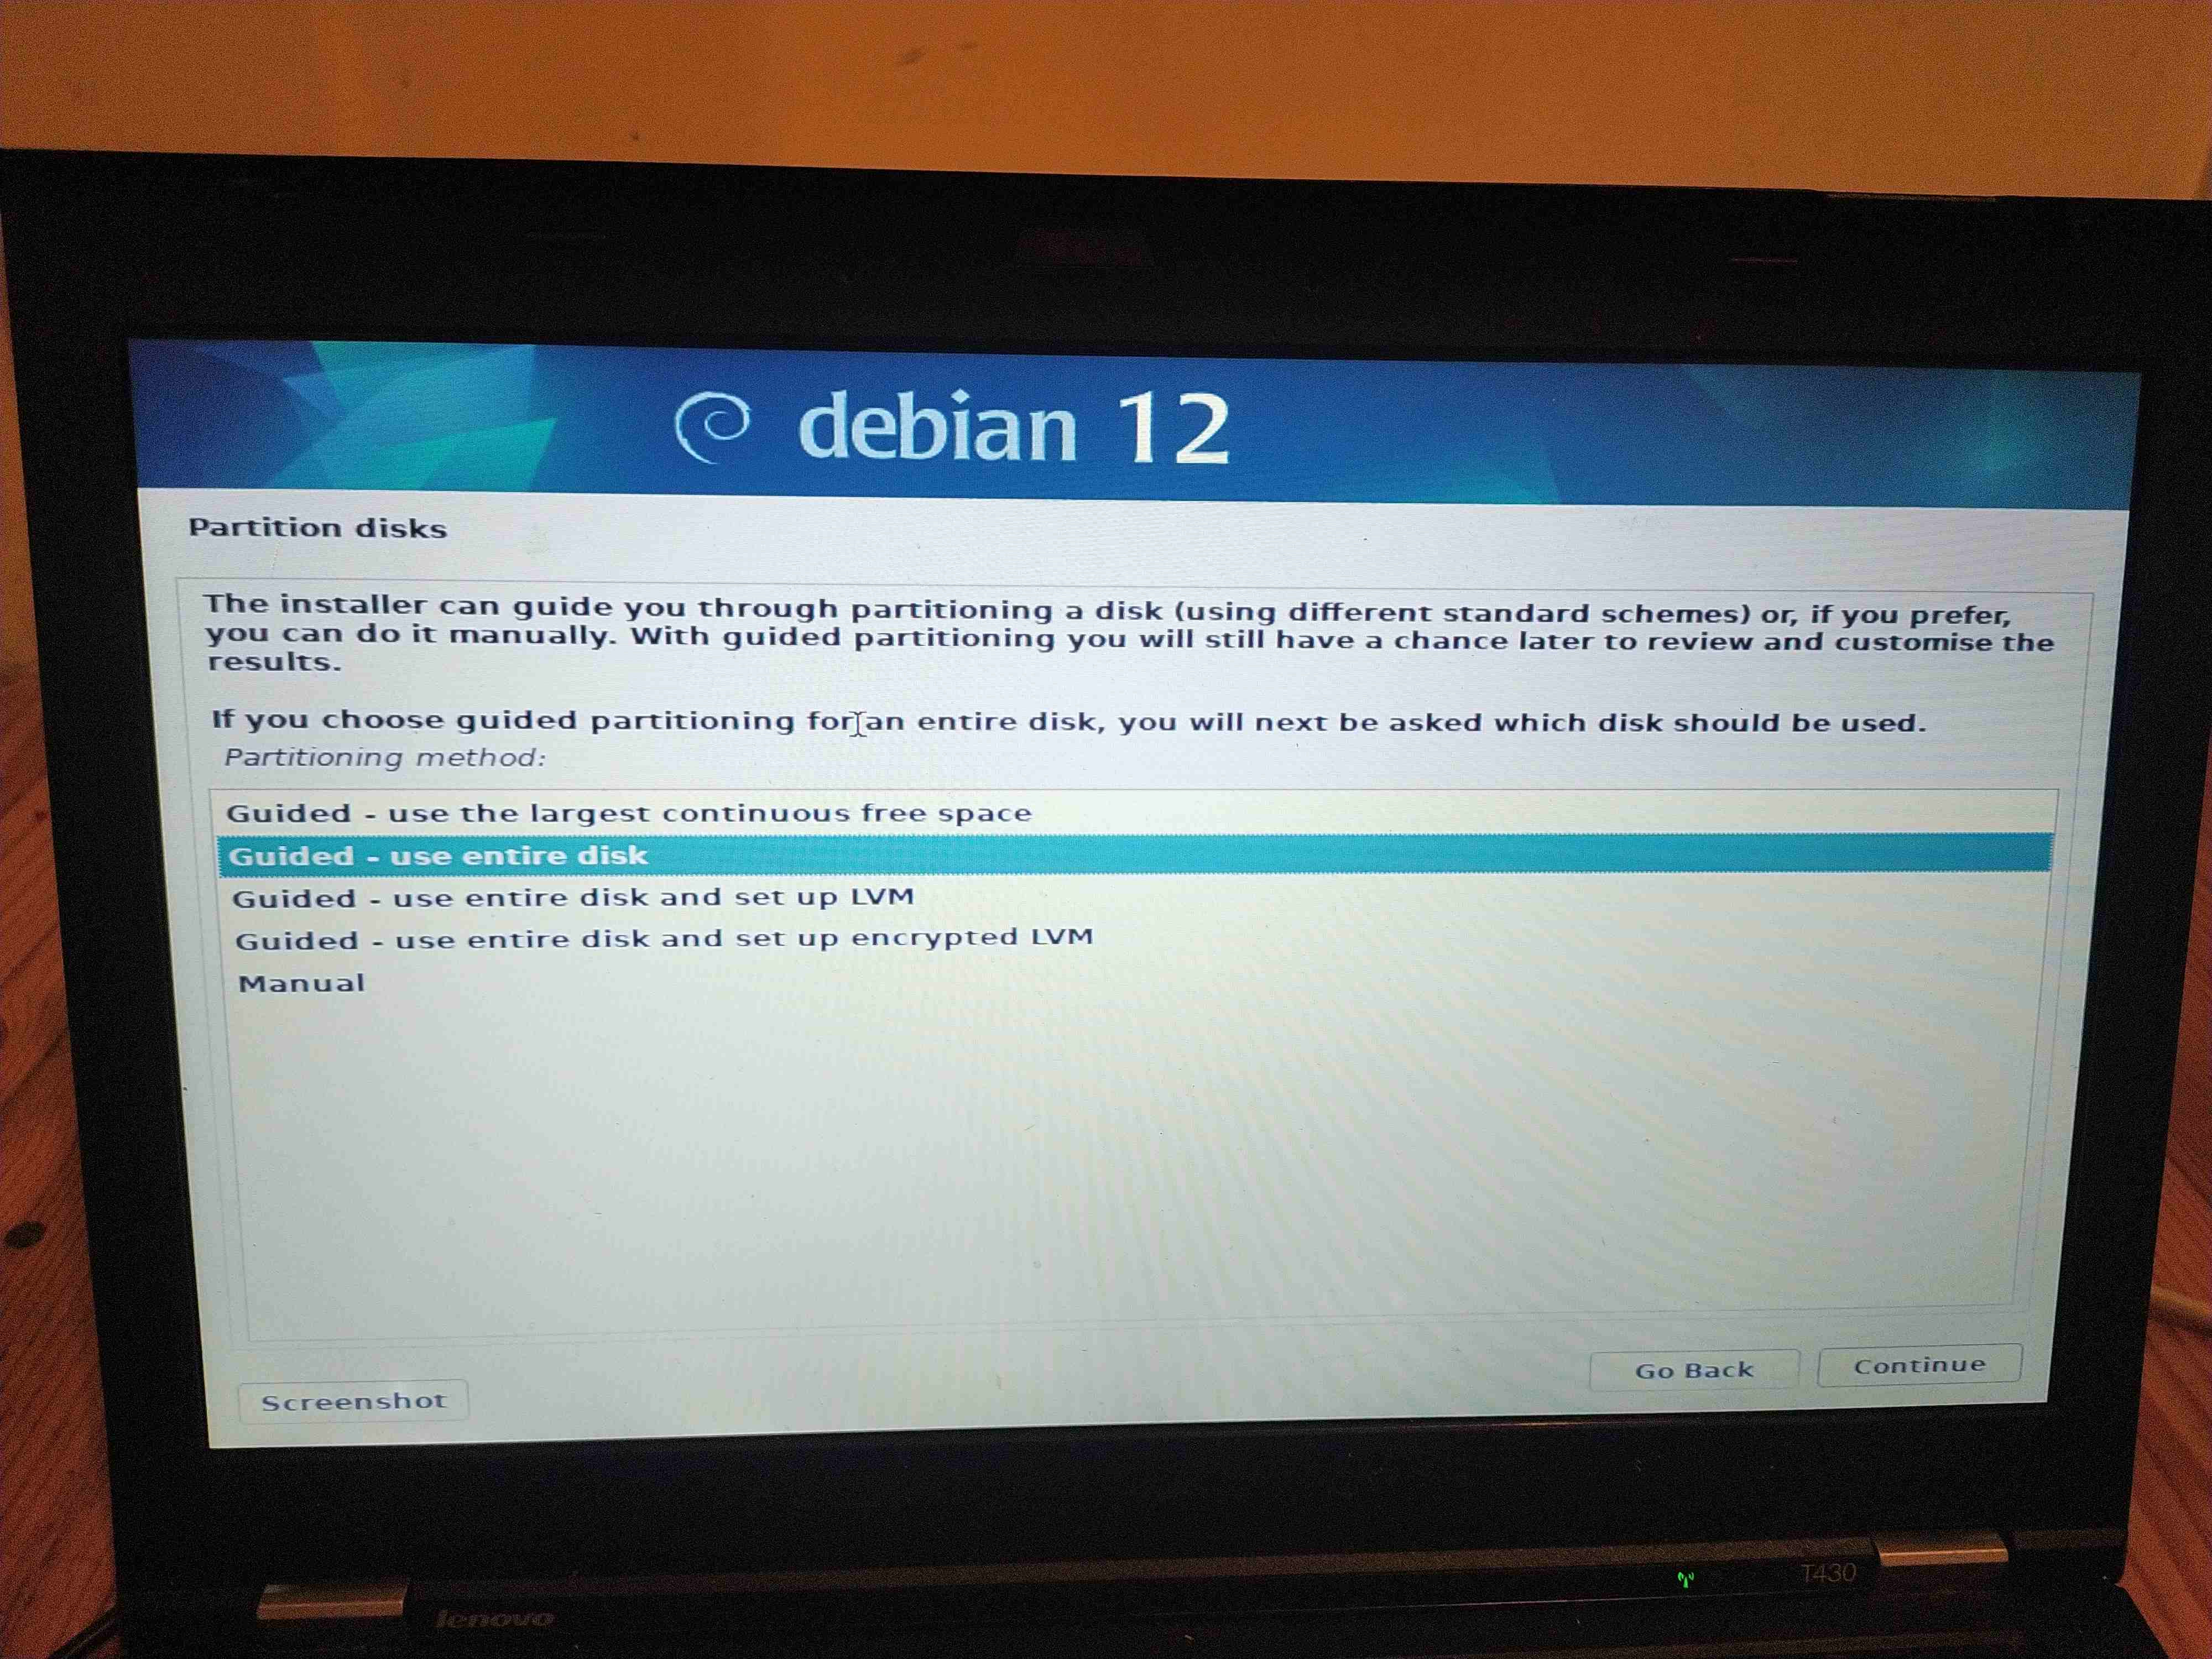 debian 12
Partition disks
The installer can guide you through partitioning a disk (using different standard schemes) or, if you prefer,
you can do it manually. With guided partitioning you will still have a chance later to review and customise the
results.
If you choose guided partitioning for an entire disk, you will next be asked which disk should be used.
Partitioning method:
Guided - use the largest continuous free space
Guided - use entire disk
Guided - use entire disk and set up LVM
Guided - use entire disk and set up encrypted LVM
Manual
Screenshot
Go Back
Continue
T430
lenovo